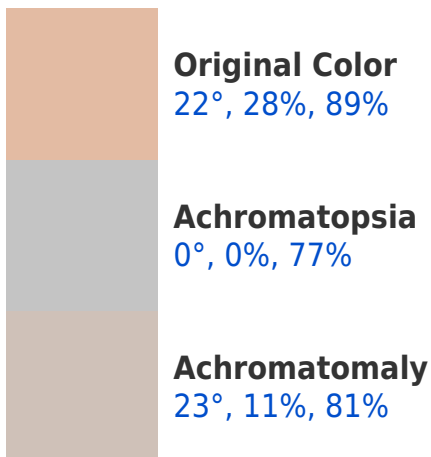 Original Color
22°, 28%, 89%
Achromatopsia
0°, 0%, 77%
Achromatomaly
23°, 11%, 81%